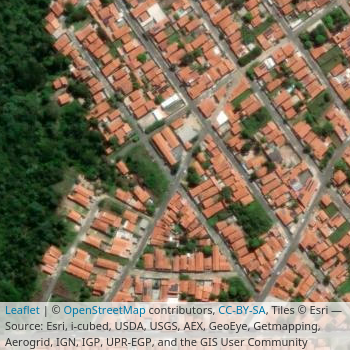 Leaflet | © OpenStreetMap contributors, CC-BY-SA, Tiles © Esri —
Source: Esri, i-cubed, USDA, USGS, AEX, GeoEye, Getmapping,
Aerogrid, IGN, IGP, UPR-EGP, and the GIS User Community